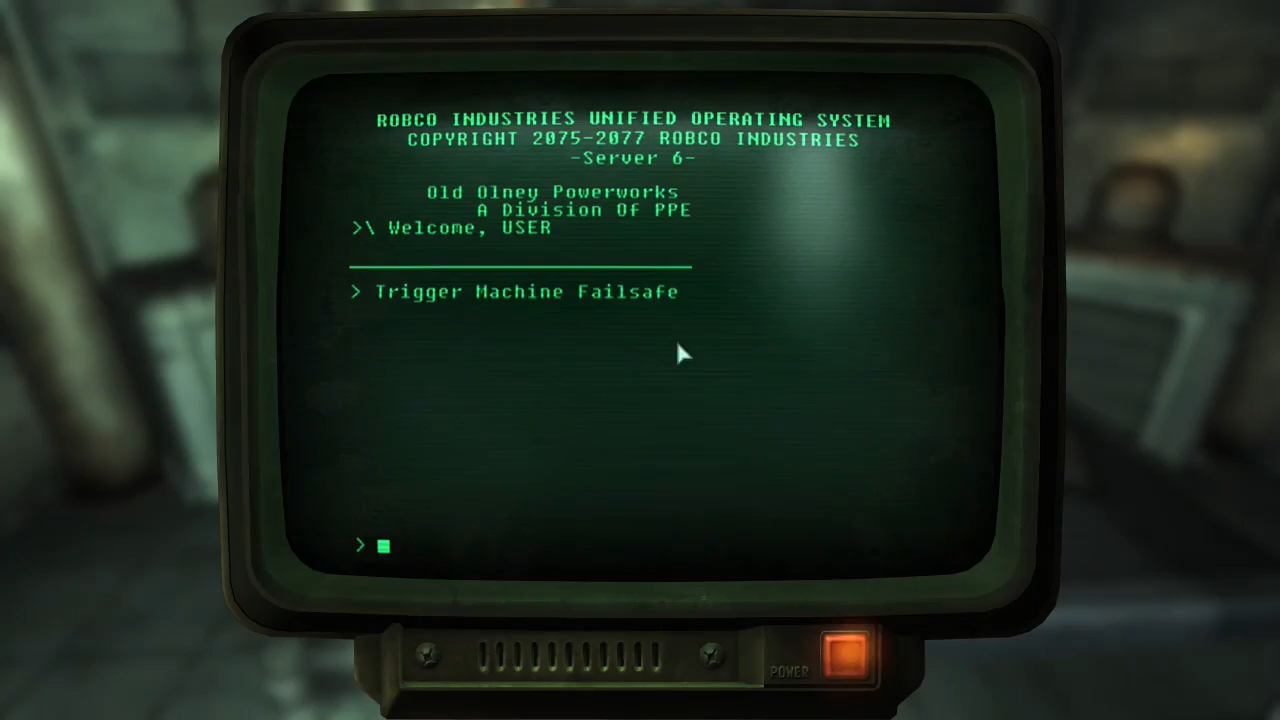 ROBCO INDUSTRIES UNIFIED OPERATING SYSTEM
COPYRIGHT 2075-2077 ROBCO INDUSTRIES
-Server 6-
Old Olney Powerworks
A Division Of PPE
>\ Welcome, USER
> Trigger Machine Failsafe
>
POWER